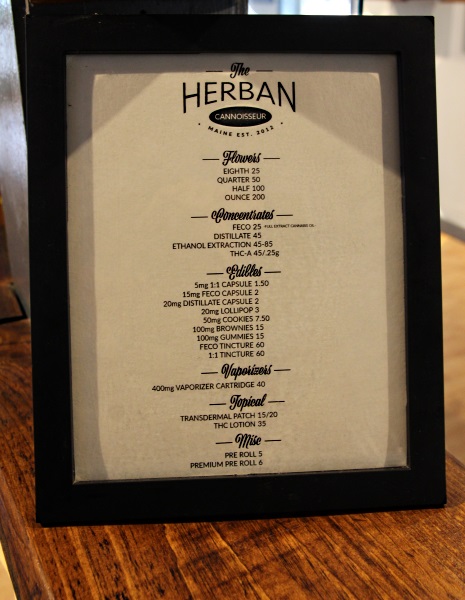 The
HERBAN
CANNOISSEUR
MAINE EST. 2012
Flowers
EIGHTH 25
QUARTER 50
HALF 100
OUNCE 200
Concentrates
FECO 25 *FULL EXTRACT CANNABIS OIL
DISTILLATE 45
ETHANOL EXTRACTION 45-85
THC-A 45/.25g
Edibles
5mg 1:1 CAPSULE 1.50
15mg FECO CAPSULE 2
20mg DISTILLATE CAPSULE 2
20mg LOLLIPOP 3
50mg COOKIES 7.50
100mg BROWNIES 15
100mg GUMMIES 15
FECO TINCTURE 60
1:1 TINCTURE 60
Vaporizers
400mg VAPORIZER CARTRIDGE 40
Topical
TRANSDERMAL PATCH 15/20
THC LOTION 35
Misc
PRE ROLL 5
PREMIUM PRE ROLL 6